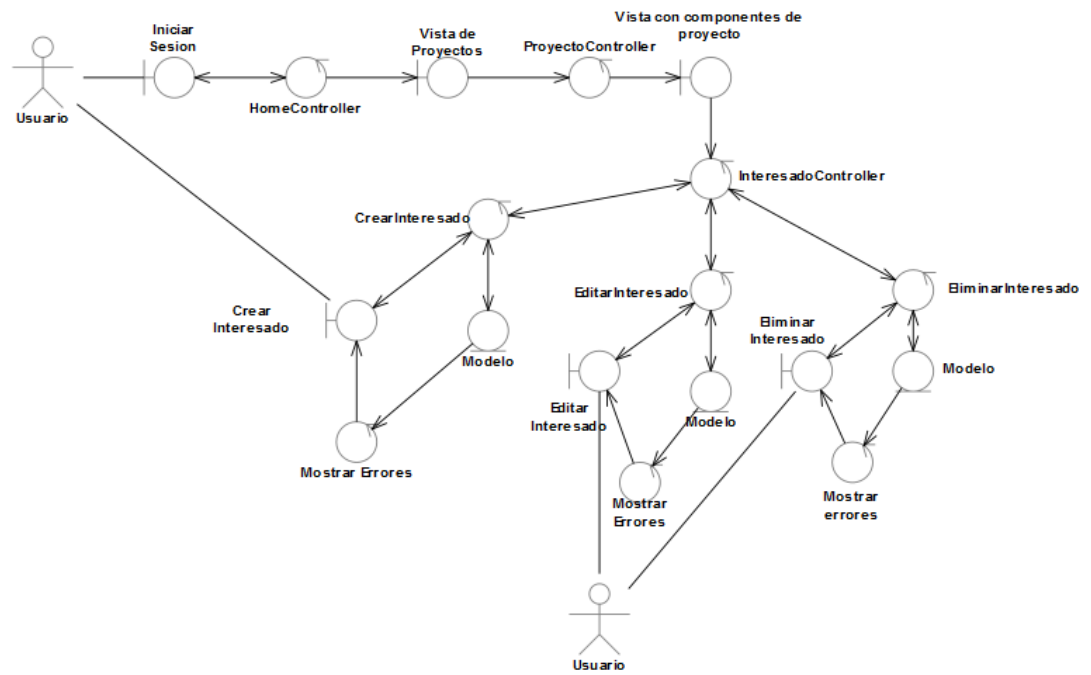 Iniciar
Sesion
Vista de
Proyectos
ProyectoController
Vista con componentes de
proyecto
Usuario
HomeController
InteresadoController
CrearInteresado
EditarInteresado
EliminarInteresado
Crear
Interesado
Modelo
Eliminar
Interesado
Modelo
Editar
Interesado
Modelo
Mostrar Errores
Mostrar
Errores
Mostrar
errores
Usuario